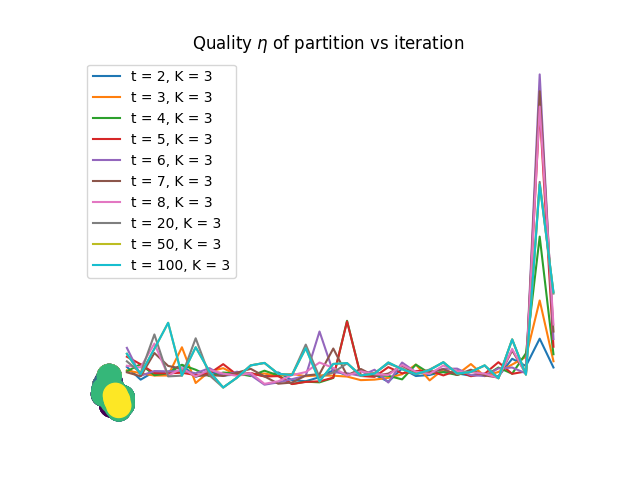 Quality η of partition vs iteration
t = 2, K = 3
t = 3, K = 3
t = 4, K = 3
t = 5, K = 3
t = 6, K = 3
t = 7, K = 3
t = 8, K = 3
t = 20, K = 3
t = 50, K = 3
t = 100, K = 3